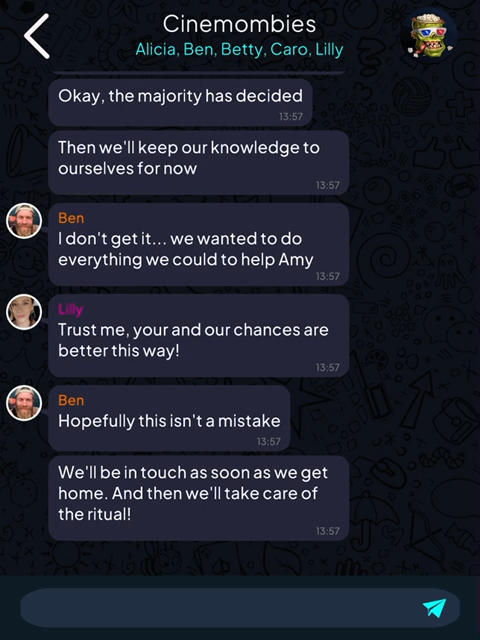 Cinemombies
Alicia, Ben, Betty, Caro, Lilly
Okay, the majority has decided
13:57
Then we'll keep our knowledge to
ourselves for now
13:57
Ben
I don't get it... we wanted to do
everything we could to help Amy
13:57
Lilly
Trust me, your and our chances are
better this way!
13:57
Ben
Hopefully this isn't a mistake
13:57
We'll be in touch as soon as we get
home. And then we'll take care of
the ritual!
13:57